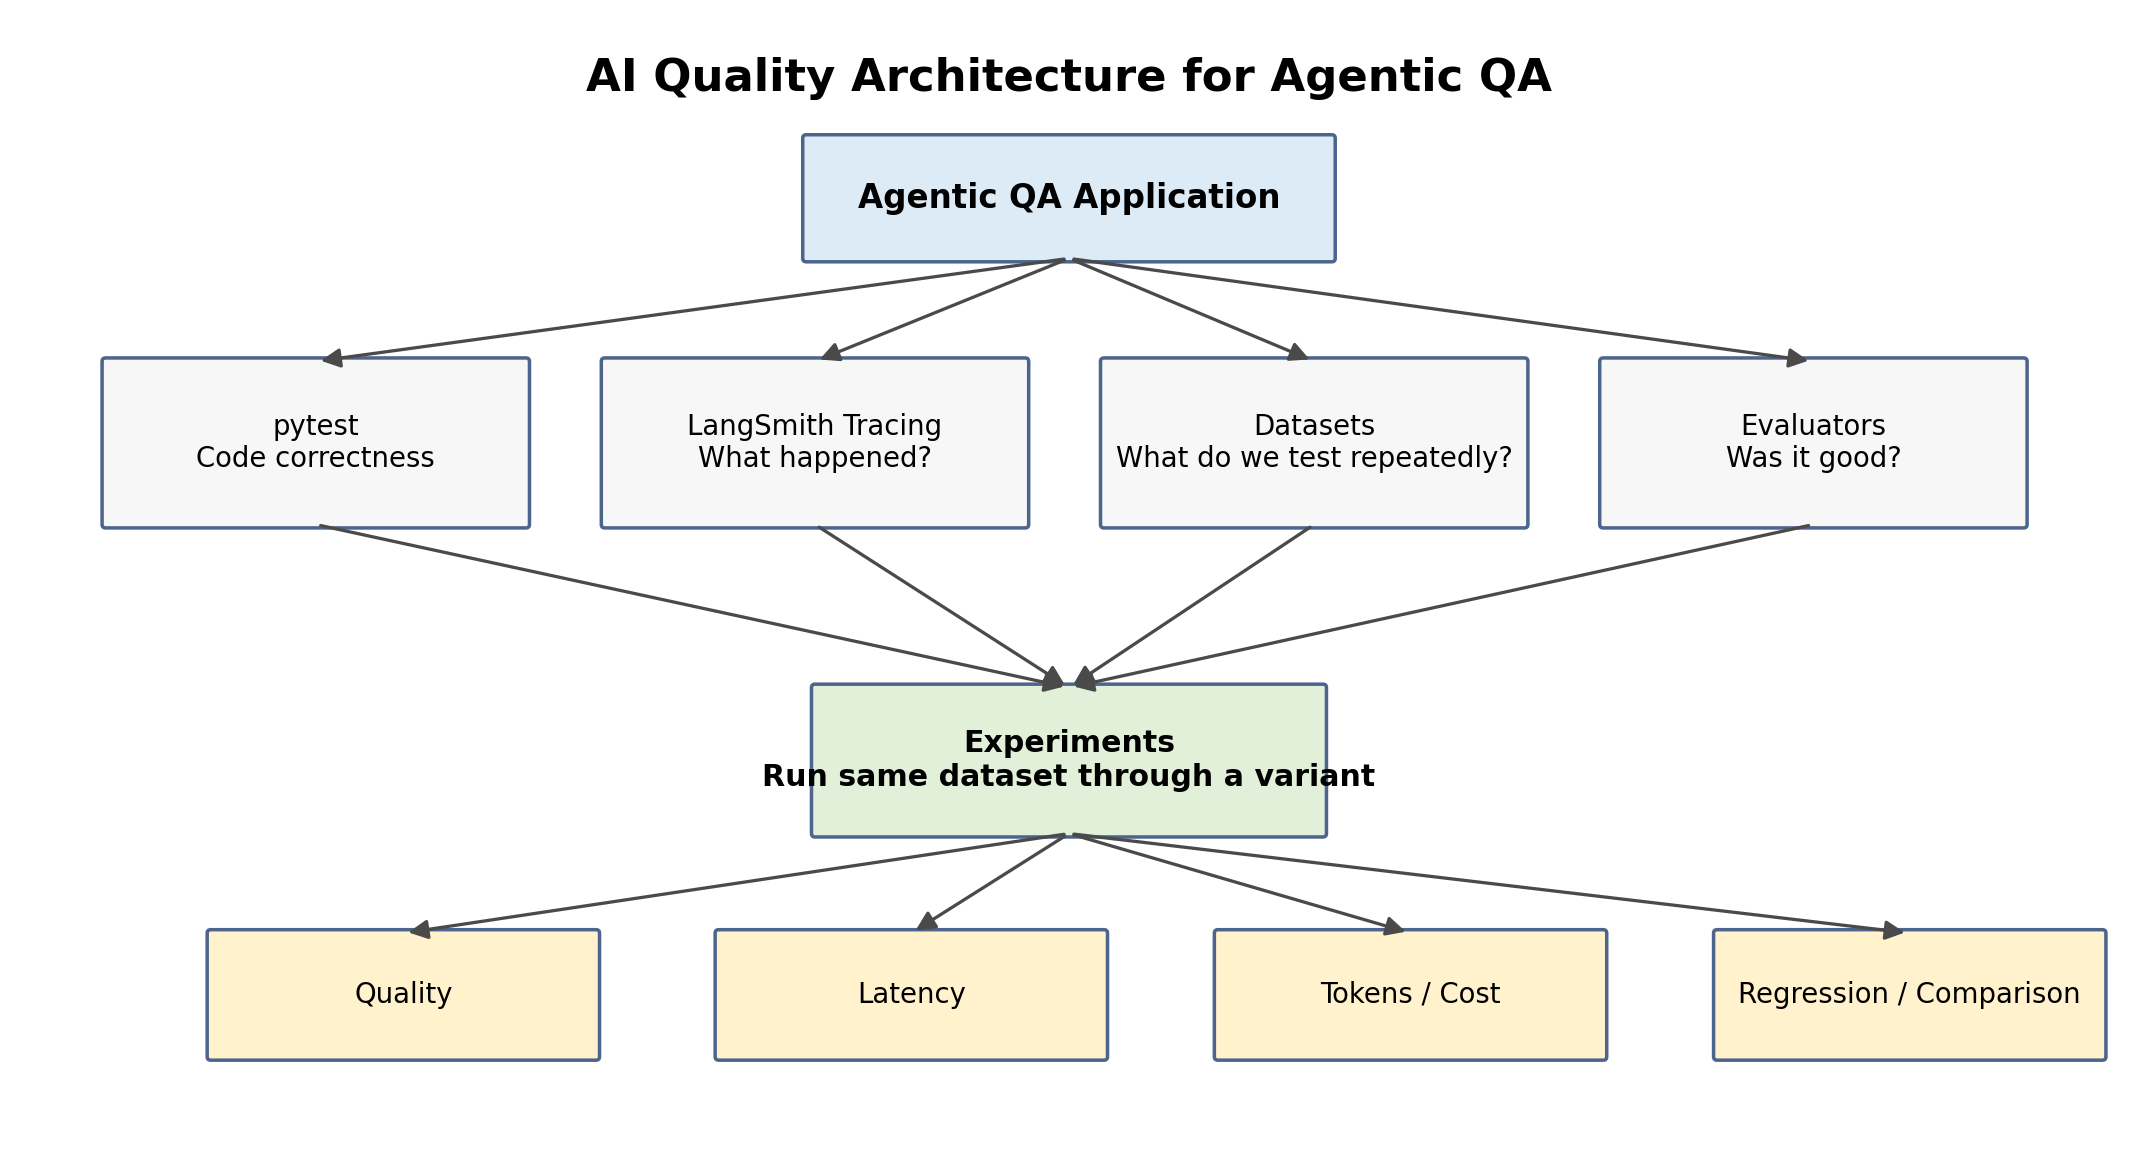 AI Quality Architecture for Agentic QA
Agentic QA Application
pytest
Code correctness
LangSmith Tracing
What happened?
Datasets
What do we test repeatedly?
Evaluators
Was it good?
Experiments
Run same dataset through a variant
Quality
Latency
Tokens / Cost
Regression / Comparison